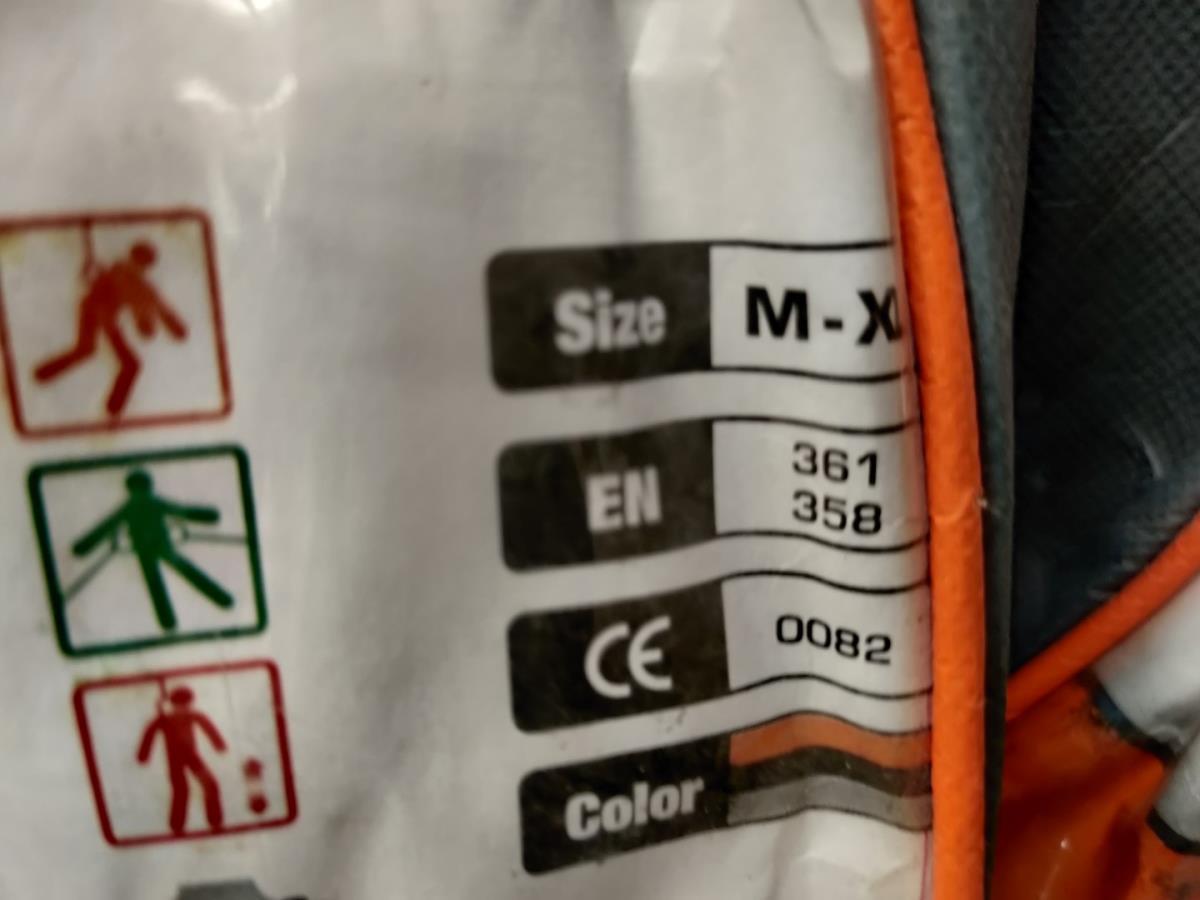 Size M - X
EN 361
358
CE 0082
Color